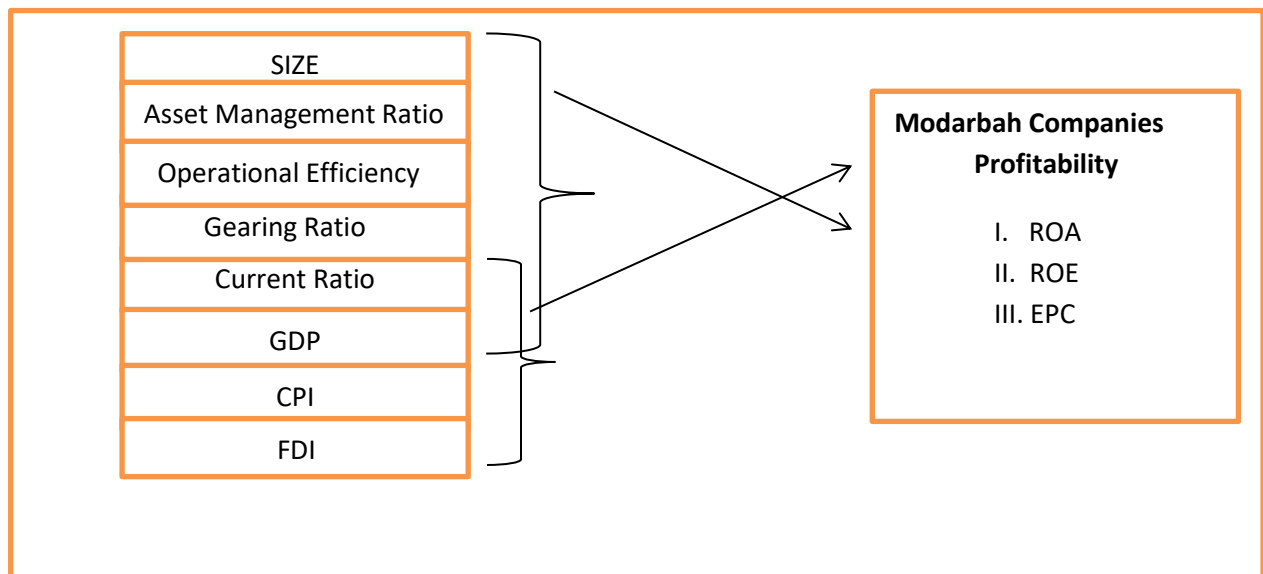 SIZE
Asset Management Ratio
Operational Efficiency
Gearing Ratio
Current Ratio
GDP
CPI
FDI
Modarbah Companies
Profitability
I. ROA
II. ROE
III. EPC